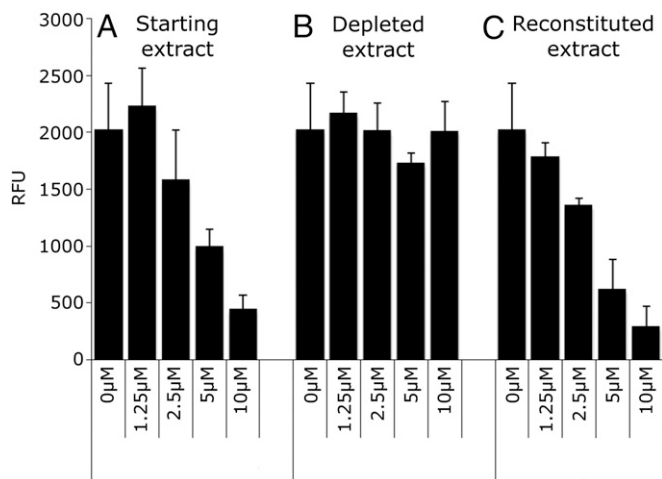 A Starting extract
B Depleted extract
C Reconstituted extract
3000
2500
2000
1500
1000
500
0
RFU
0µM 1.25µM 2.5µM 5µM 10µM
0µM 1.25µM 2.5µM 5µM 10µM
0µM 1.25µM 2.5µM 5µM 10µM